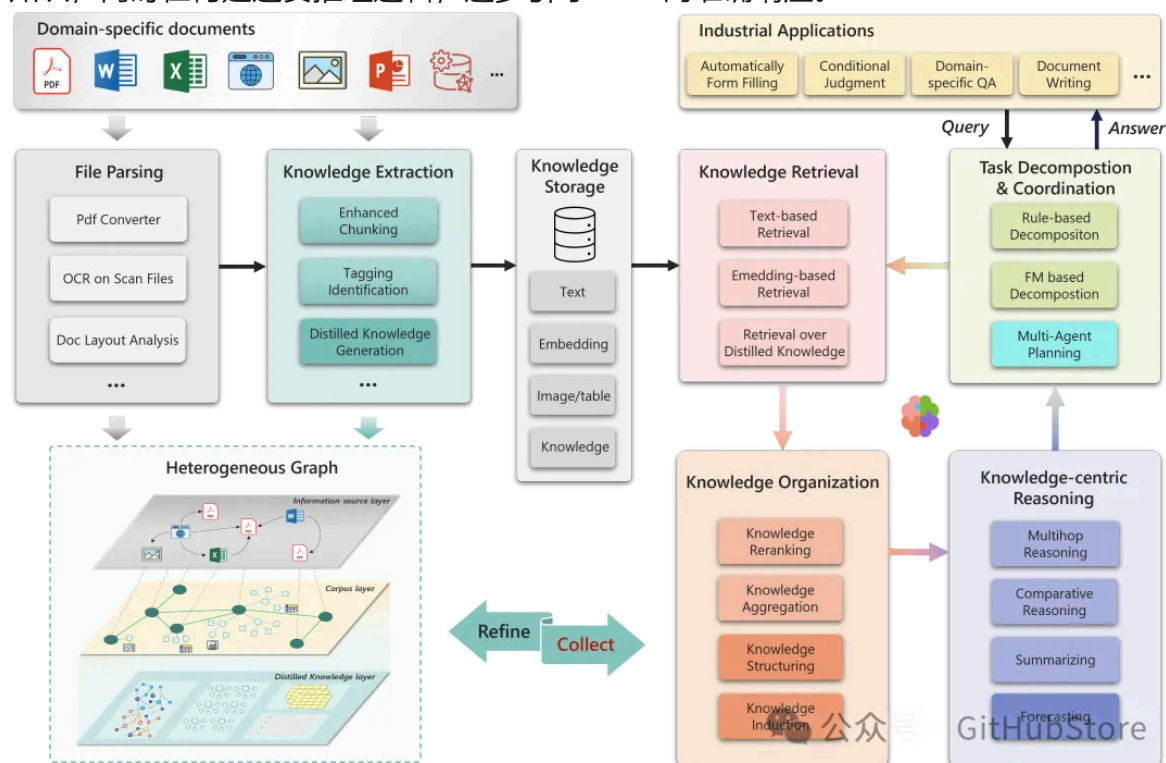 Domain-specific documents
PDF
...
Industrial Applications
Automatically
Form Filling
Conditional
Judgment
Domain-
specific QA
Document
Writing
...
Query
Answer
File Parsing
Pdf Converter
OCR on Scan Files
Doc Layout Analysis
...
Knowledge Extraction
Enhanced
Chunking
Tagging
Identification
Distilled Knowledge
Generation
...
Knowledge
Storage
Text
Embedding
Image/table
Knowledge
Knowledge Retrieval
Text-based
Retrieval
Emedding-based
Retrieval
Retrieval over
Distilled Knowledge
Task Decompostion
& Coordination
Rule-based
Decompositon
FM based
Decompostion
Multi-Agent
Planning
Heterogeneous Graph
Information source layer
Corpus layer
Distilled Knowledge layer
Refine
Collect
Knowledge Organization
Knowledge
Reranking
Knowledge
Aggregation
Knowledge
Structuring
Knowledge
Induction
Knowledge-centric
Reasoning
Multihop
Reasoning
Comparative
Reasoning
Summarizing
Forecasting
公众号 GitHubStore